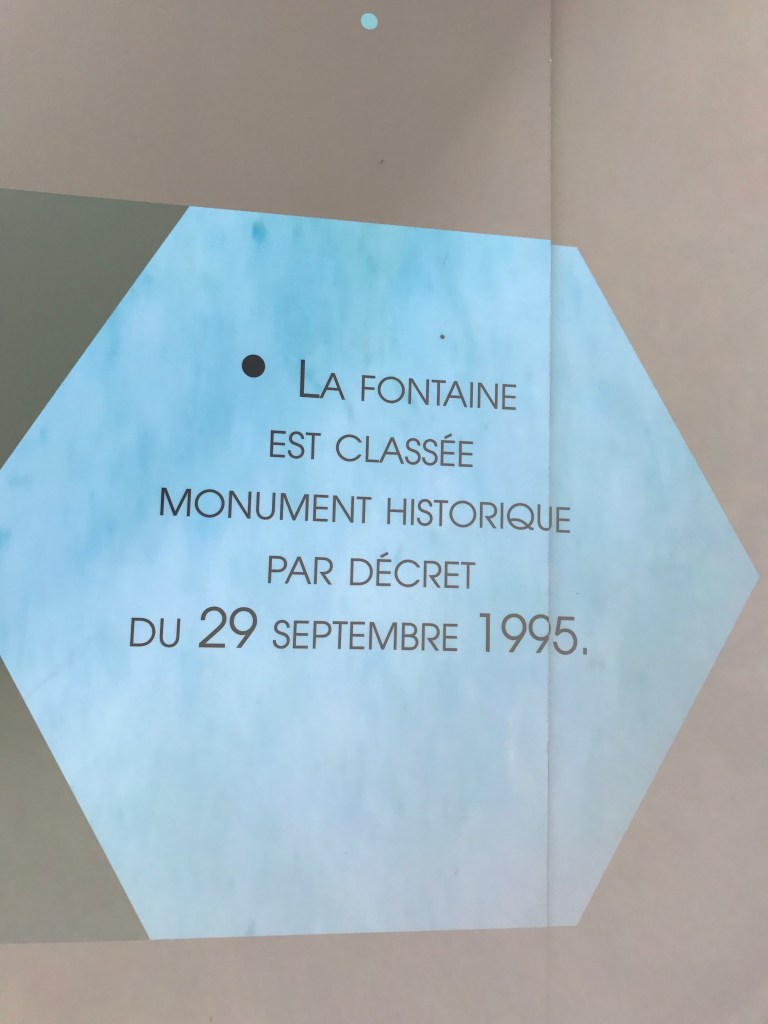 • La fontaine
est classée
monument historique
par décret
du 29 septembre 1995.